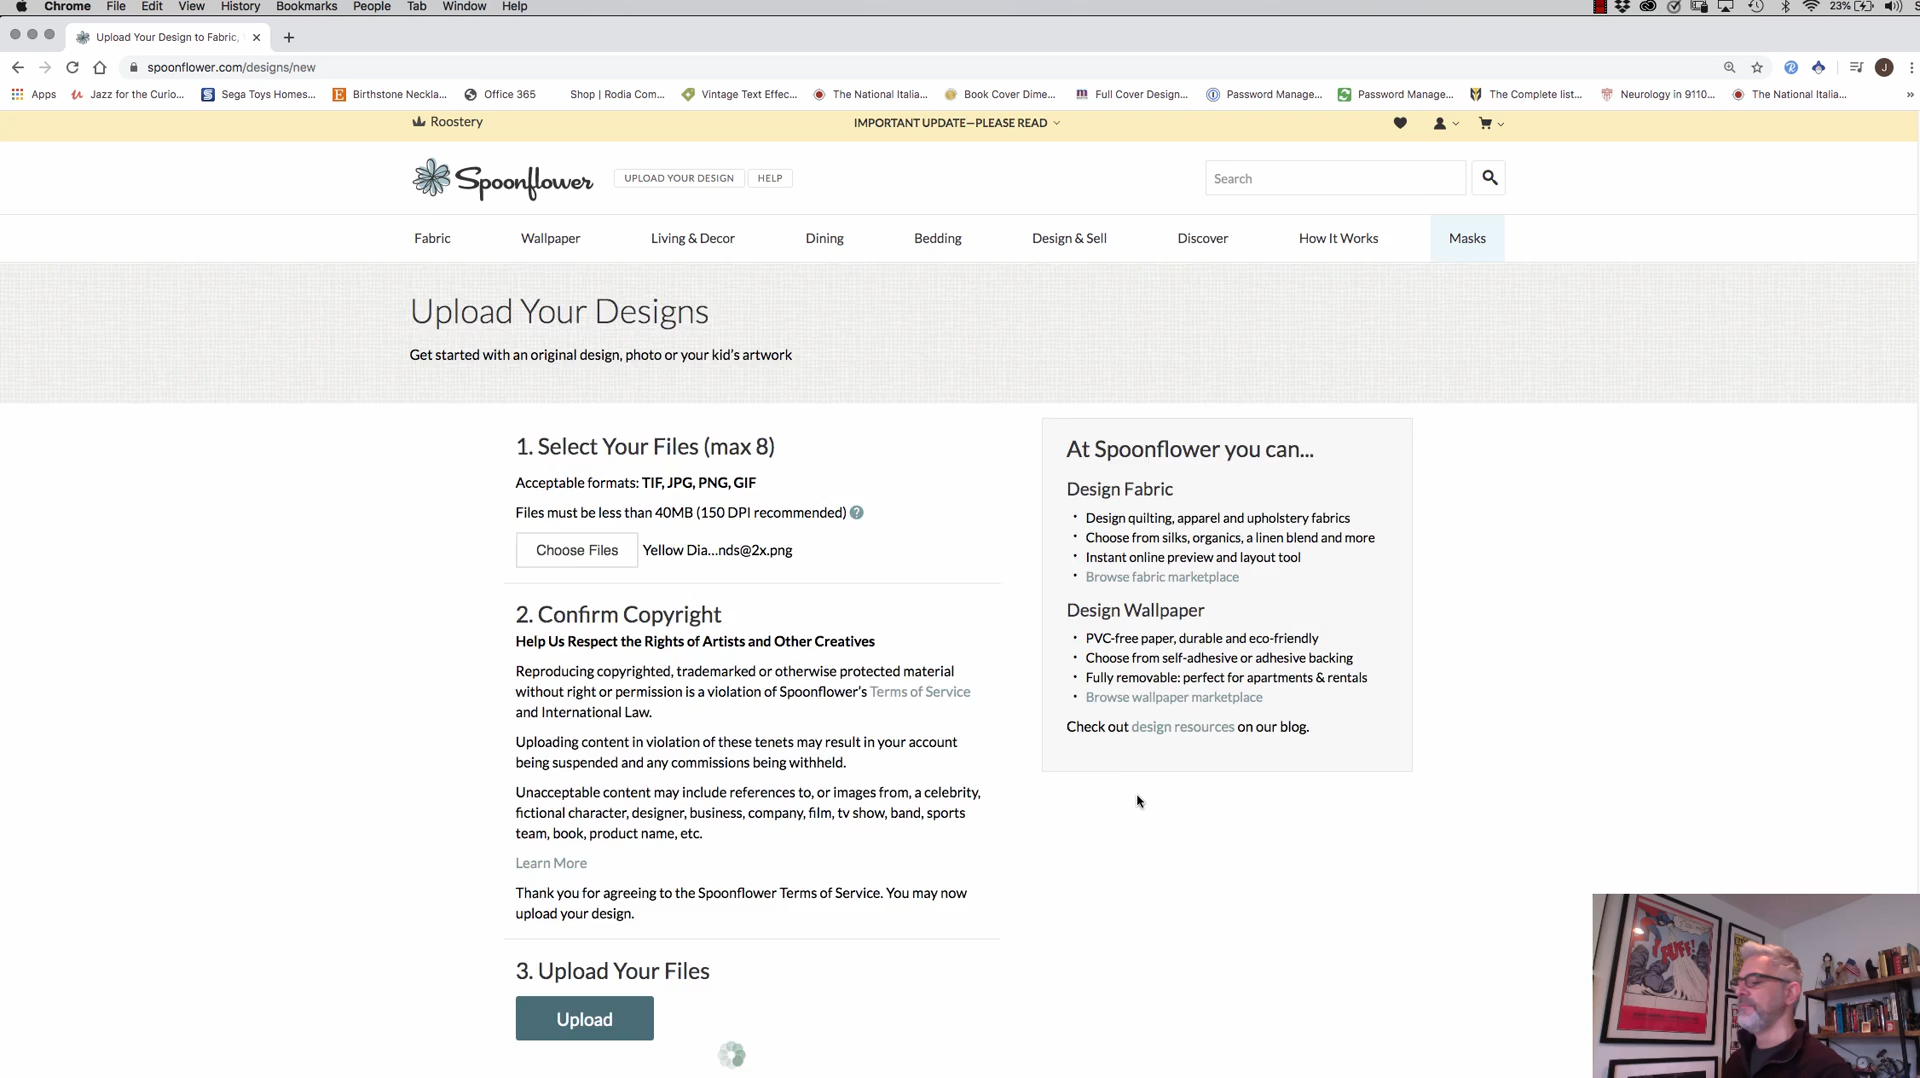 Chrome File Edit View History Bookmarks People Tab Window Help 23%
Upload Your Design to Fabric,
spoonflower.com/designs/new J
Apps Jazz for the Curio... Sega Toys Homes... Birthstone Neckla... Office 365 Shop | Rodia Com... Vintage Text Effec... The National Italia... Book Cover Dime... Full Cover Design... Password Manage... Password Manage... The Complete list... Neurology in 9110... The National Italia... »
Roostery IMPORTANT UPDATE—PLEASE READ
Spoonflower UPLOAD YOUR DESIGN HELP Search
Fabric Wallpaper Living & Decor Dining Bedding Design & Sell Discover How It Works Masks
Upload Your Designs
Get started with an original design, photo or your kid's artwork
1. Select Your Files (max 8)
Acceptable formats: TIF, JPG, PNG, GIF
Files must be less than 40MB (150 DPI recommended) ?
Choose Files Yellow Dia...nds@2x.png
2. Confirm Copyright
Help Us Respect the Rights of Artists and Other Creatives
Reproducing copyrighted, trademarked or otherwise protected material
without right or permission is a violation of Spoonflower's Terms of Service
and International Law.
Uploading content in violation of these tenets may result in your account
being suspended and any commissions being withheld.
Unacceptable content may include references to, or images from, a celebrity,
fictional character, designer, business, company, film, tv show, band, sports
team, book, product name, etc.
Learn More
Thank you for agreeing to the Spoonflower Terms of Service. You may now
upload your design.
3. Upload Your Files
Upload
At Spoonflower you can...
Design Fabric
• Design quilting, apparel and upholstery fabrics
• Choose from silks, organics, a linen blend and more
• Instant online preview and layout tool
• Browse fabric marketplace
Design Wallpaper
• PVC-free paper, durable and eco-friendly
• Choose from self-adhesive or adhesive backing
• Fully removable: perfect for apartments & rentals
• Browse wallpaper marketplace
Check out design resources on our blog.